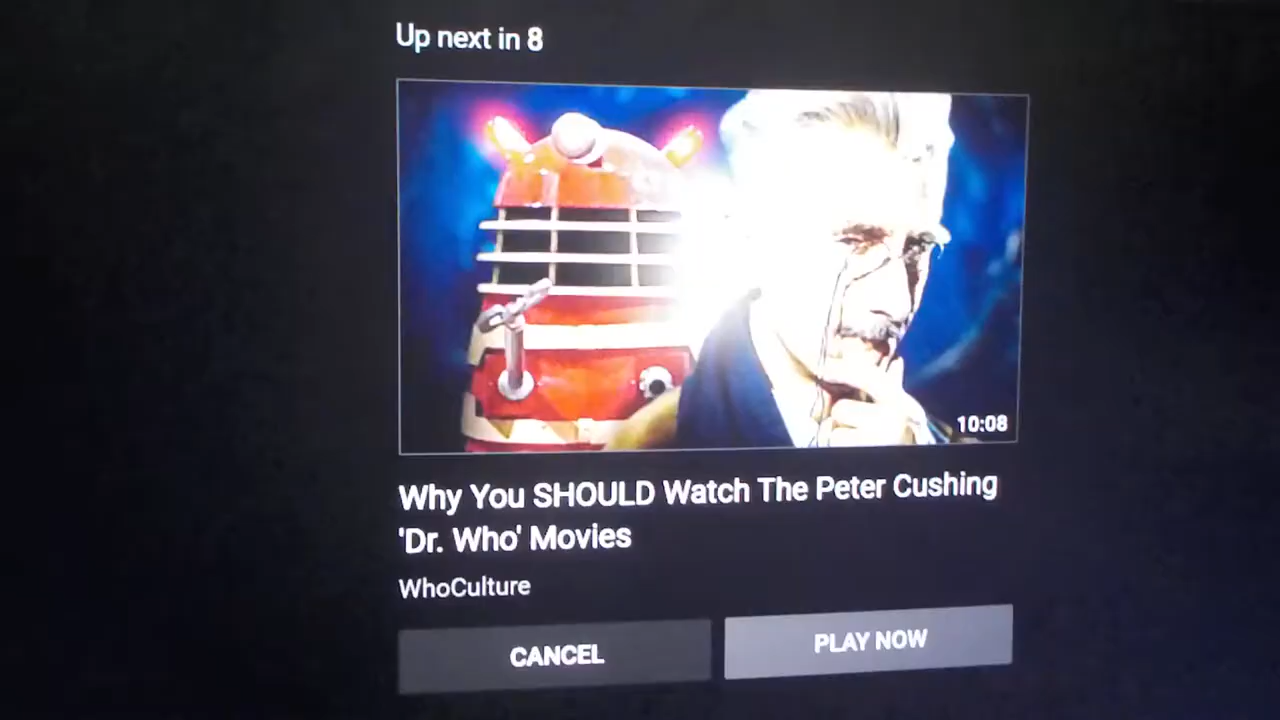 Up next in 8
10:08
Why You SHOULD Watch The Peter Cushing
'Dr. Who' Movies
WhoCulture
CANCEL
PLAY NOW